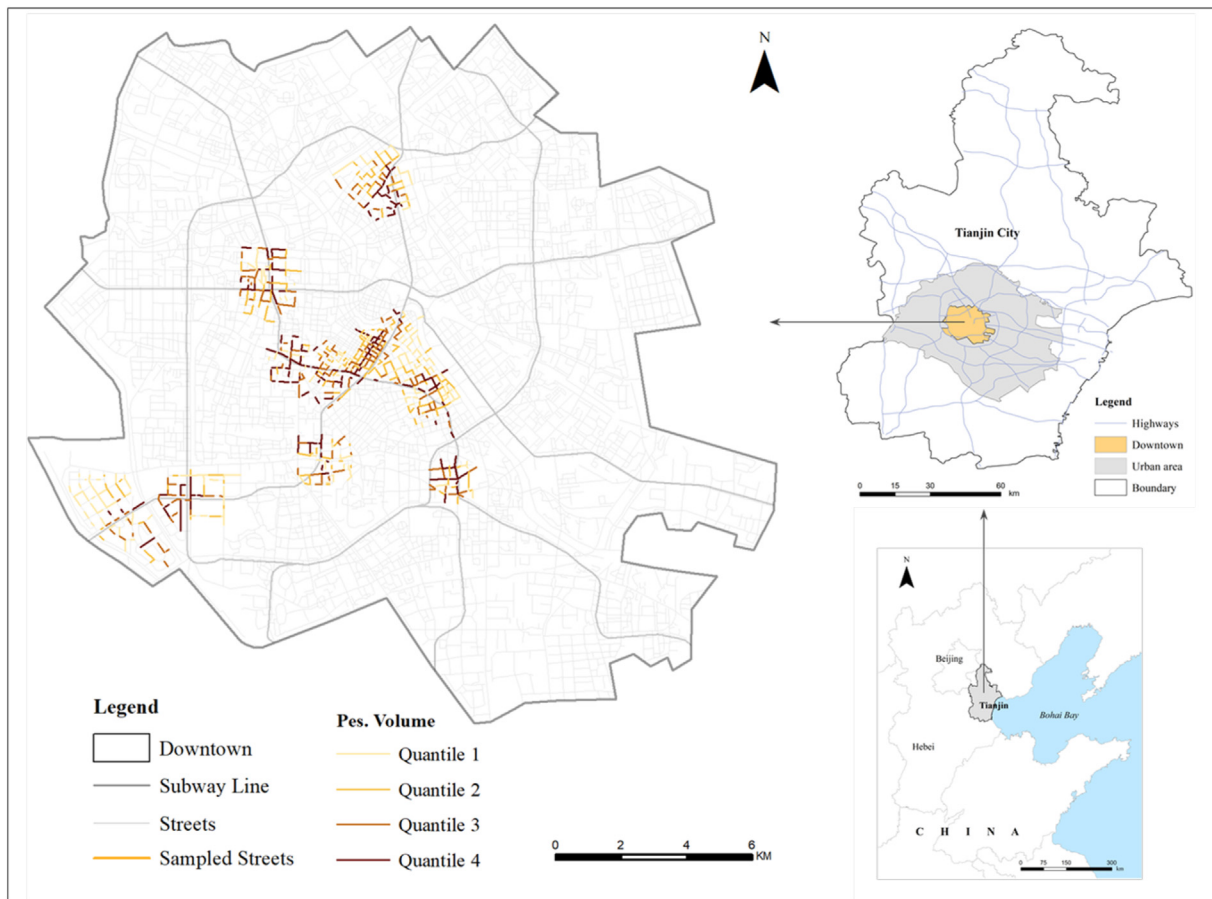 N
Legend
Downtown
Subway Line
Streets
Sampled Streets
Pes. Volume
Quantile 1
Quantile 2
Quantile 3
Quantile 4
0 2 4 6
KM
Tianjin City
Legend
Highways
Downtown
Urban area
Boundary
0 15 30 60
km
N
Beijing
Tianjin
Bohai Bay
Hebei
C H I N A
0 75 150 300
km